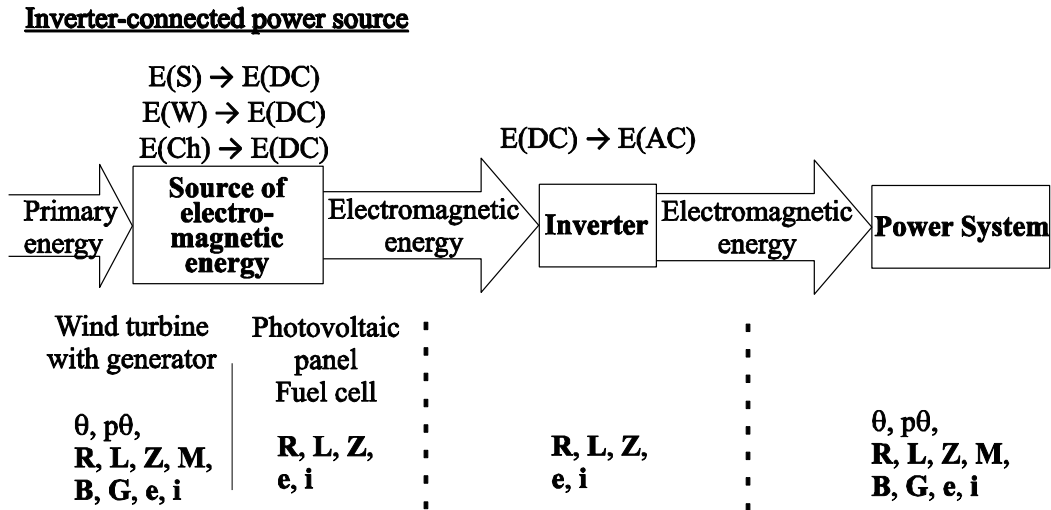 Inverter-connected power source
E(S) → E(DC)
E(W) → E(DC)
E(Ch) → E(DC)
E(DC) → E(AC)
Primary
energy
Source of
electro-
magnetic
energy
Electromagnetic
energy
Inverter
Electromagnetic
energy
Power System
Wind turbine
with generator
θ, pθ,
R, L, Z, M,
B, G, e, i
Photovoltaic
panel
Fuel cell
R, L, Z,
e, i
R, L, Z,
e, i
θ, pθ,
R, L, Z, M,
B, G, e, i